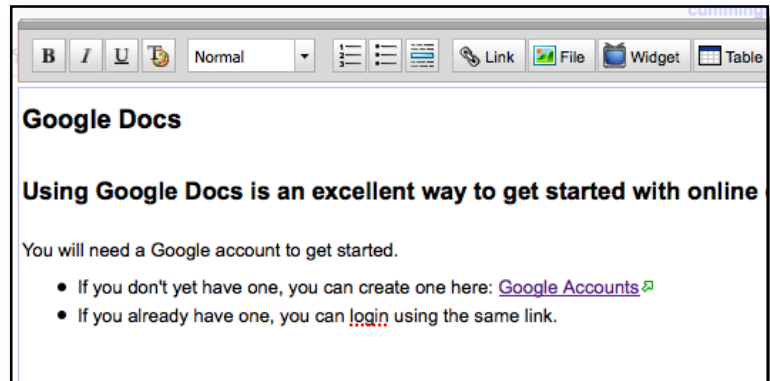 cumming
B I U T Normal Link File Widget Table
Google Docs
Using Google Docs is an excellent way to get started with online
You will need a Google account to get started.
If you don't yet have one, you can create one here: Google Accounts
If you already have one, you can login using the same link.